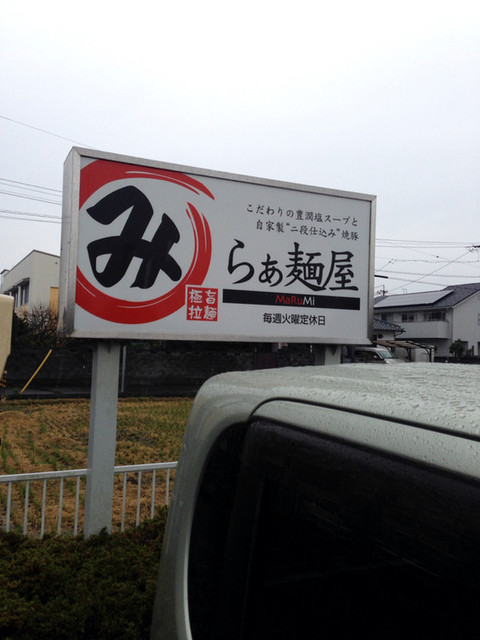 み
極旨
拉麺
こだわりの豊潤塩スープと
自家製"二段仕込み"焼豚
らぁ麺屋
MaRuMi
毎週火曜定休日